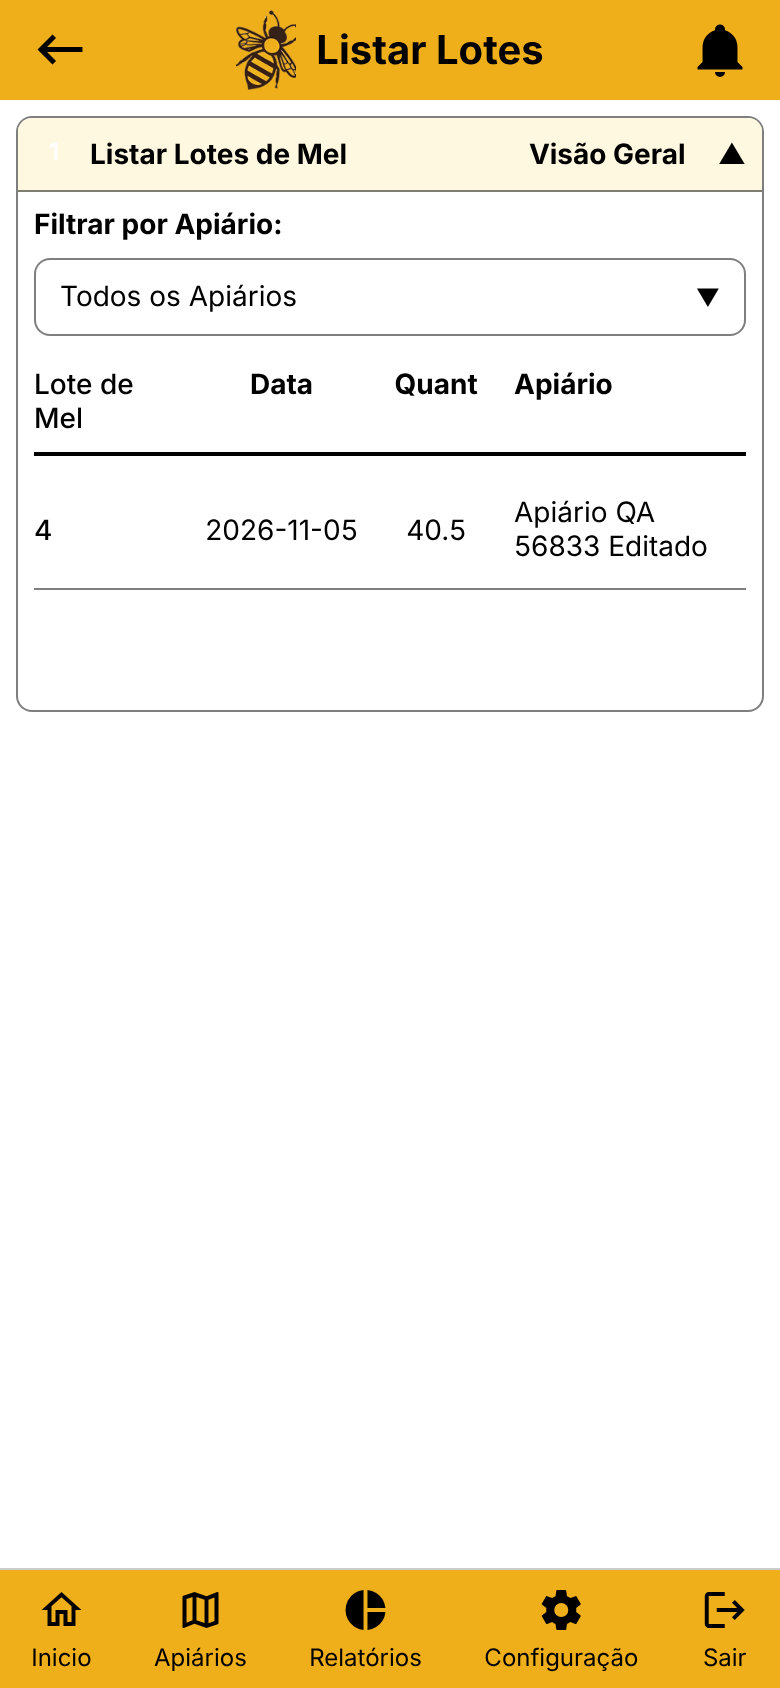 Listar Lotes
1 Listar Lotes de Mel Visão Geral ▲
Filtrar por Apiário:
Todos os Apiários ▼
Lote de Mel Data Quant Apiário
4 2026-11-05 40.5 Apiário QA 56833 Editado
Inicio Apiários Relatórios Configuração Sair